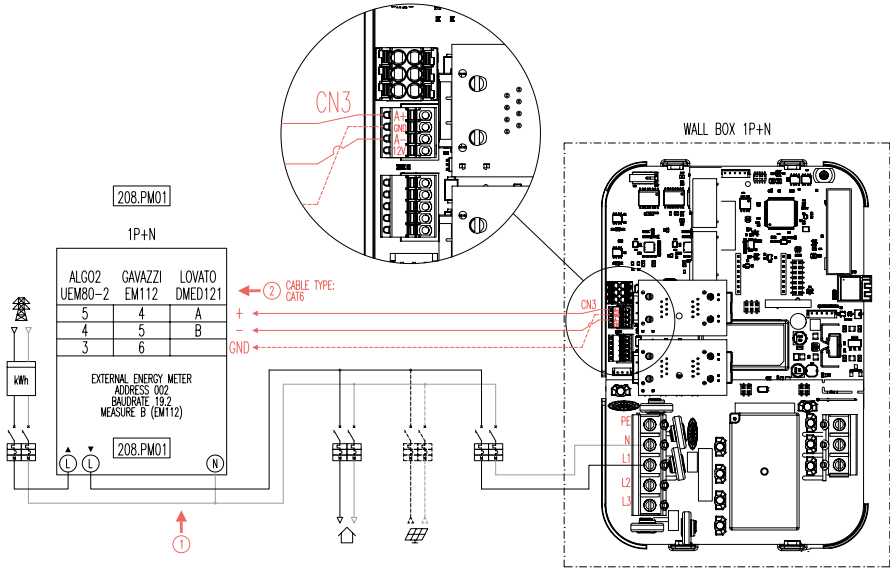 CN3
A+
GND
A-
12V
WALL BOX 1P+N
208.PM01
1P+N
ALGO2 GAVAZZI LOVATO
UEM80-2 EM112 DMED121
5 4 A +
4 5 B -
3 6 GND
2 CABLE TYPE:
CAT6
CN3
kWh
EXTERNAL ENERGY METER
ADDRESS 002
BAUDRATE 19.2
MEASURE B (EM112)
208.PM01
L L N
PE
N
L1
L2
L3
1